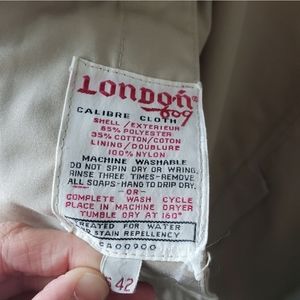 LONDON®
fog
CALIBRE CLOTH
SHELL/EXTERIEUR
65% POLYESTER
35% COTTON/COTON
LINING/DOUBLURE
100% NYLON
MACHINE WASHABLE
DO NOT SPIN DRY OR WRING.
RINSE THREE TIMES-REMOVE
ALL SOAPS-HANG TO DRIP DRY.
-OR-
COMPLETE WASH CYCLE
PLACE IN MACHINE DRYER
TUMBLE DRY AT 160°
TREATED FOR WATER
AND STAIN REPELLENCY
42